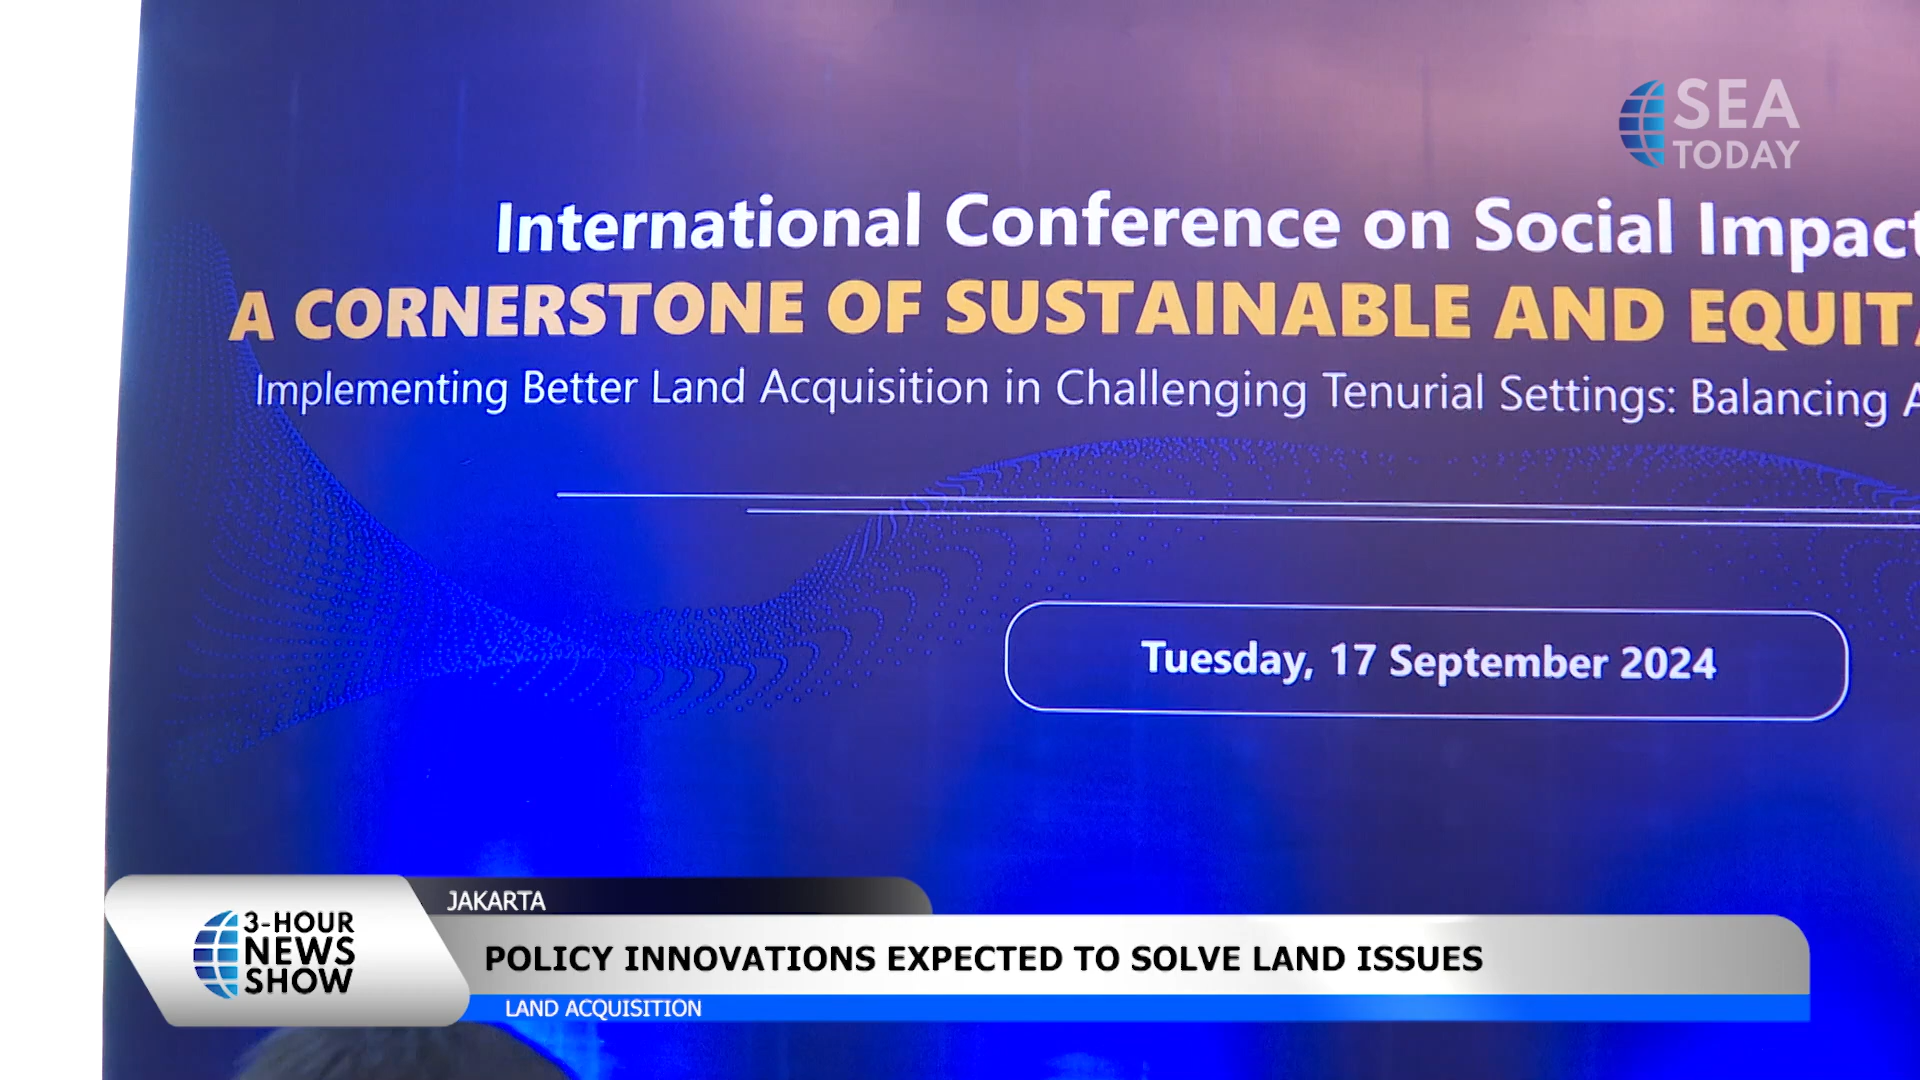 SEA
TODAY
International Conference on Social Impact
A CORNERSTONE OF SUSTAINABLE AND EQUITA
Implementing Better Land Acquisition in Challenging Tenurial Settings: Balancing A
Tuesday, 17 September 2024
JAKARTA
3-HOUR
NEWS
SHOW
POLICY INNOVATIONS EXPECTED TO SOLVE LAND ISSUES
LAND ACQUISITION